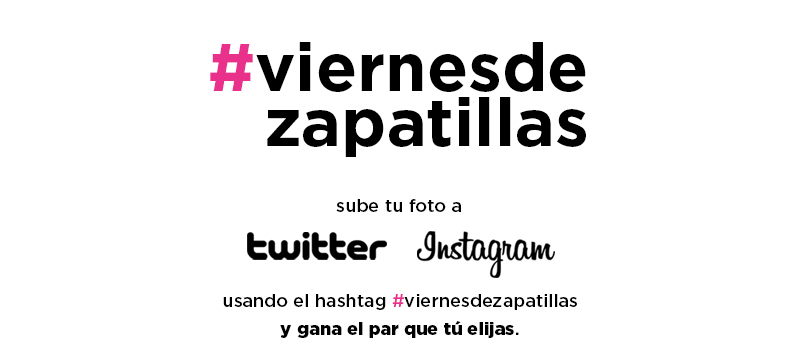 #viernesde
zapatillas
sube tu foto a
twitter Instagram
usando el hashtag #viernesdezapatillas
y gana el par que tú elijas.